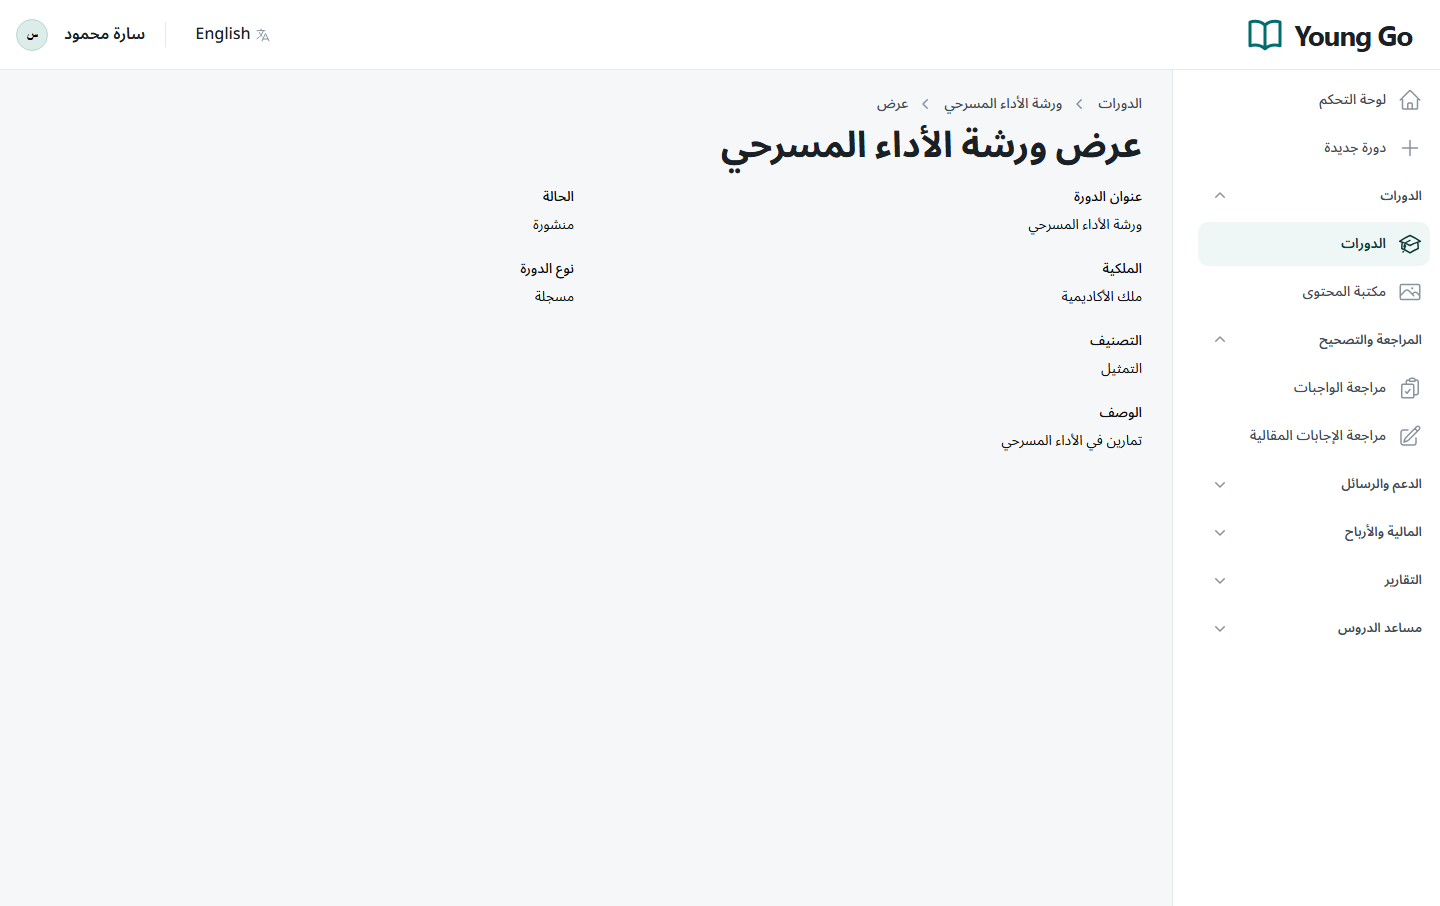 Young Go
English
سارة محمود
س
لوحة التحكم
دورة جديدة
الدورات
الدورات
مكتبة المحتوى
المراجعة والتصحيح
مراجعة الواجبات
مراجعة الإجابات المقالية
الدعم والرسائل
المالية والأرباح
التقارير
مساعد الدروس
الدورات
ورشة الأداء المسرحي
عرض
عرض ورشة الأداء المسرحي
عنوان الدورة
ورشة الأداء المسرحي
الحالة
منشورة
الملكية
ملك الأكاديمية
نوع الدورة
مسجلة
التصنيف
التمثيل
الوصف
تمارين في الأداء المسرحي